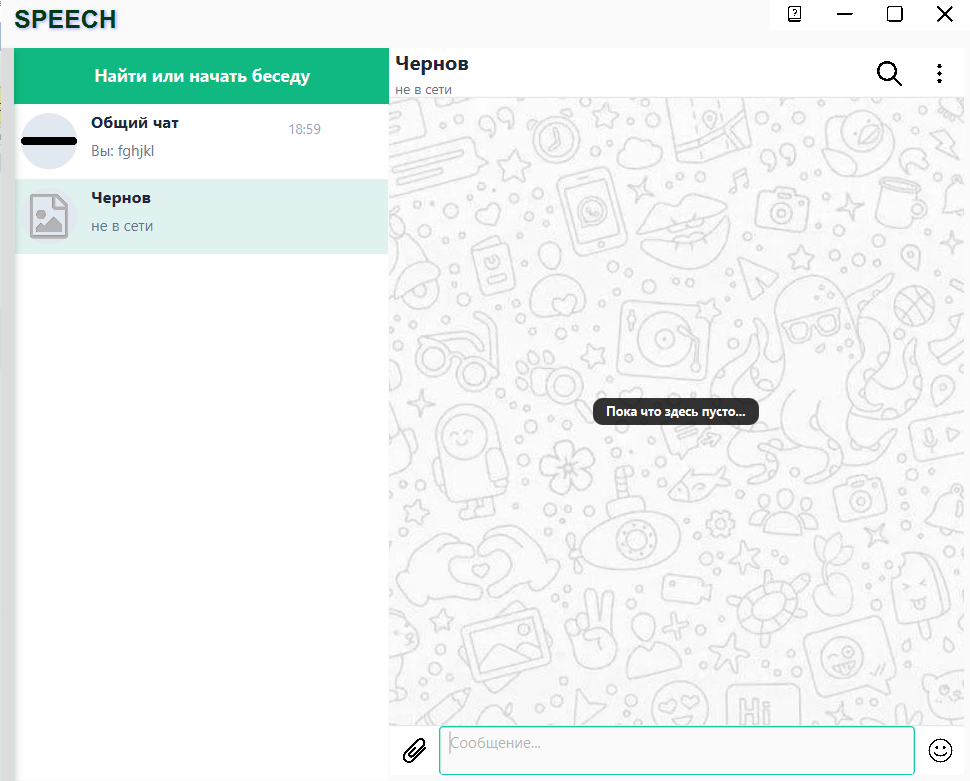 SPEECH
Найти или начать беседу
Общий чат
18:59
Вы: fghjkl
Чернов
не в сети
Чернов
не в сети
Пока что здесь пусто...
Hi
Сообщение...